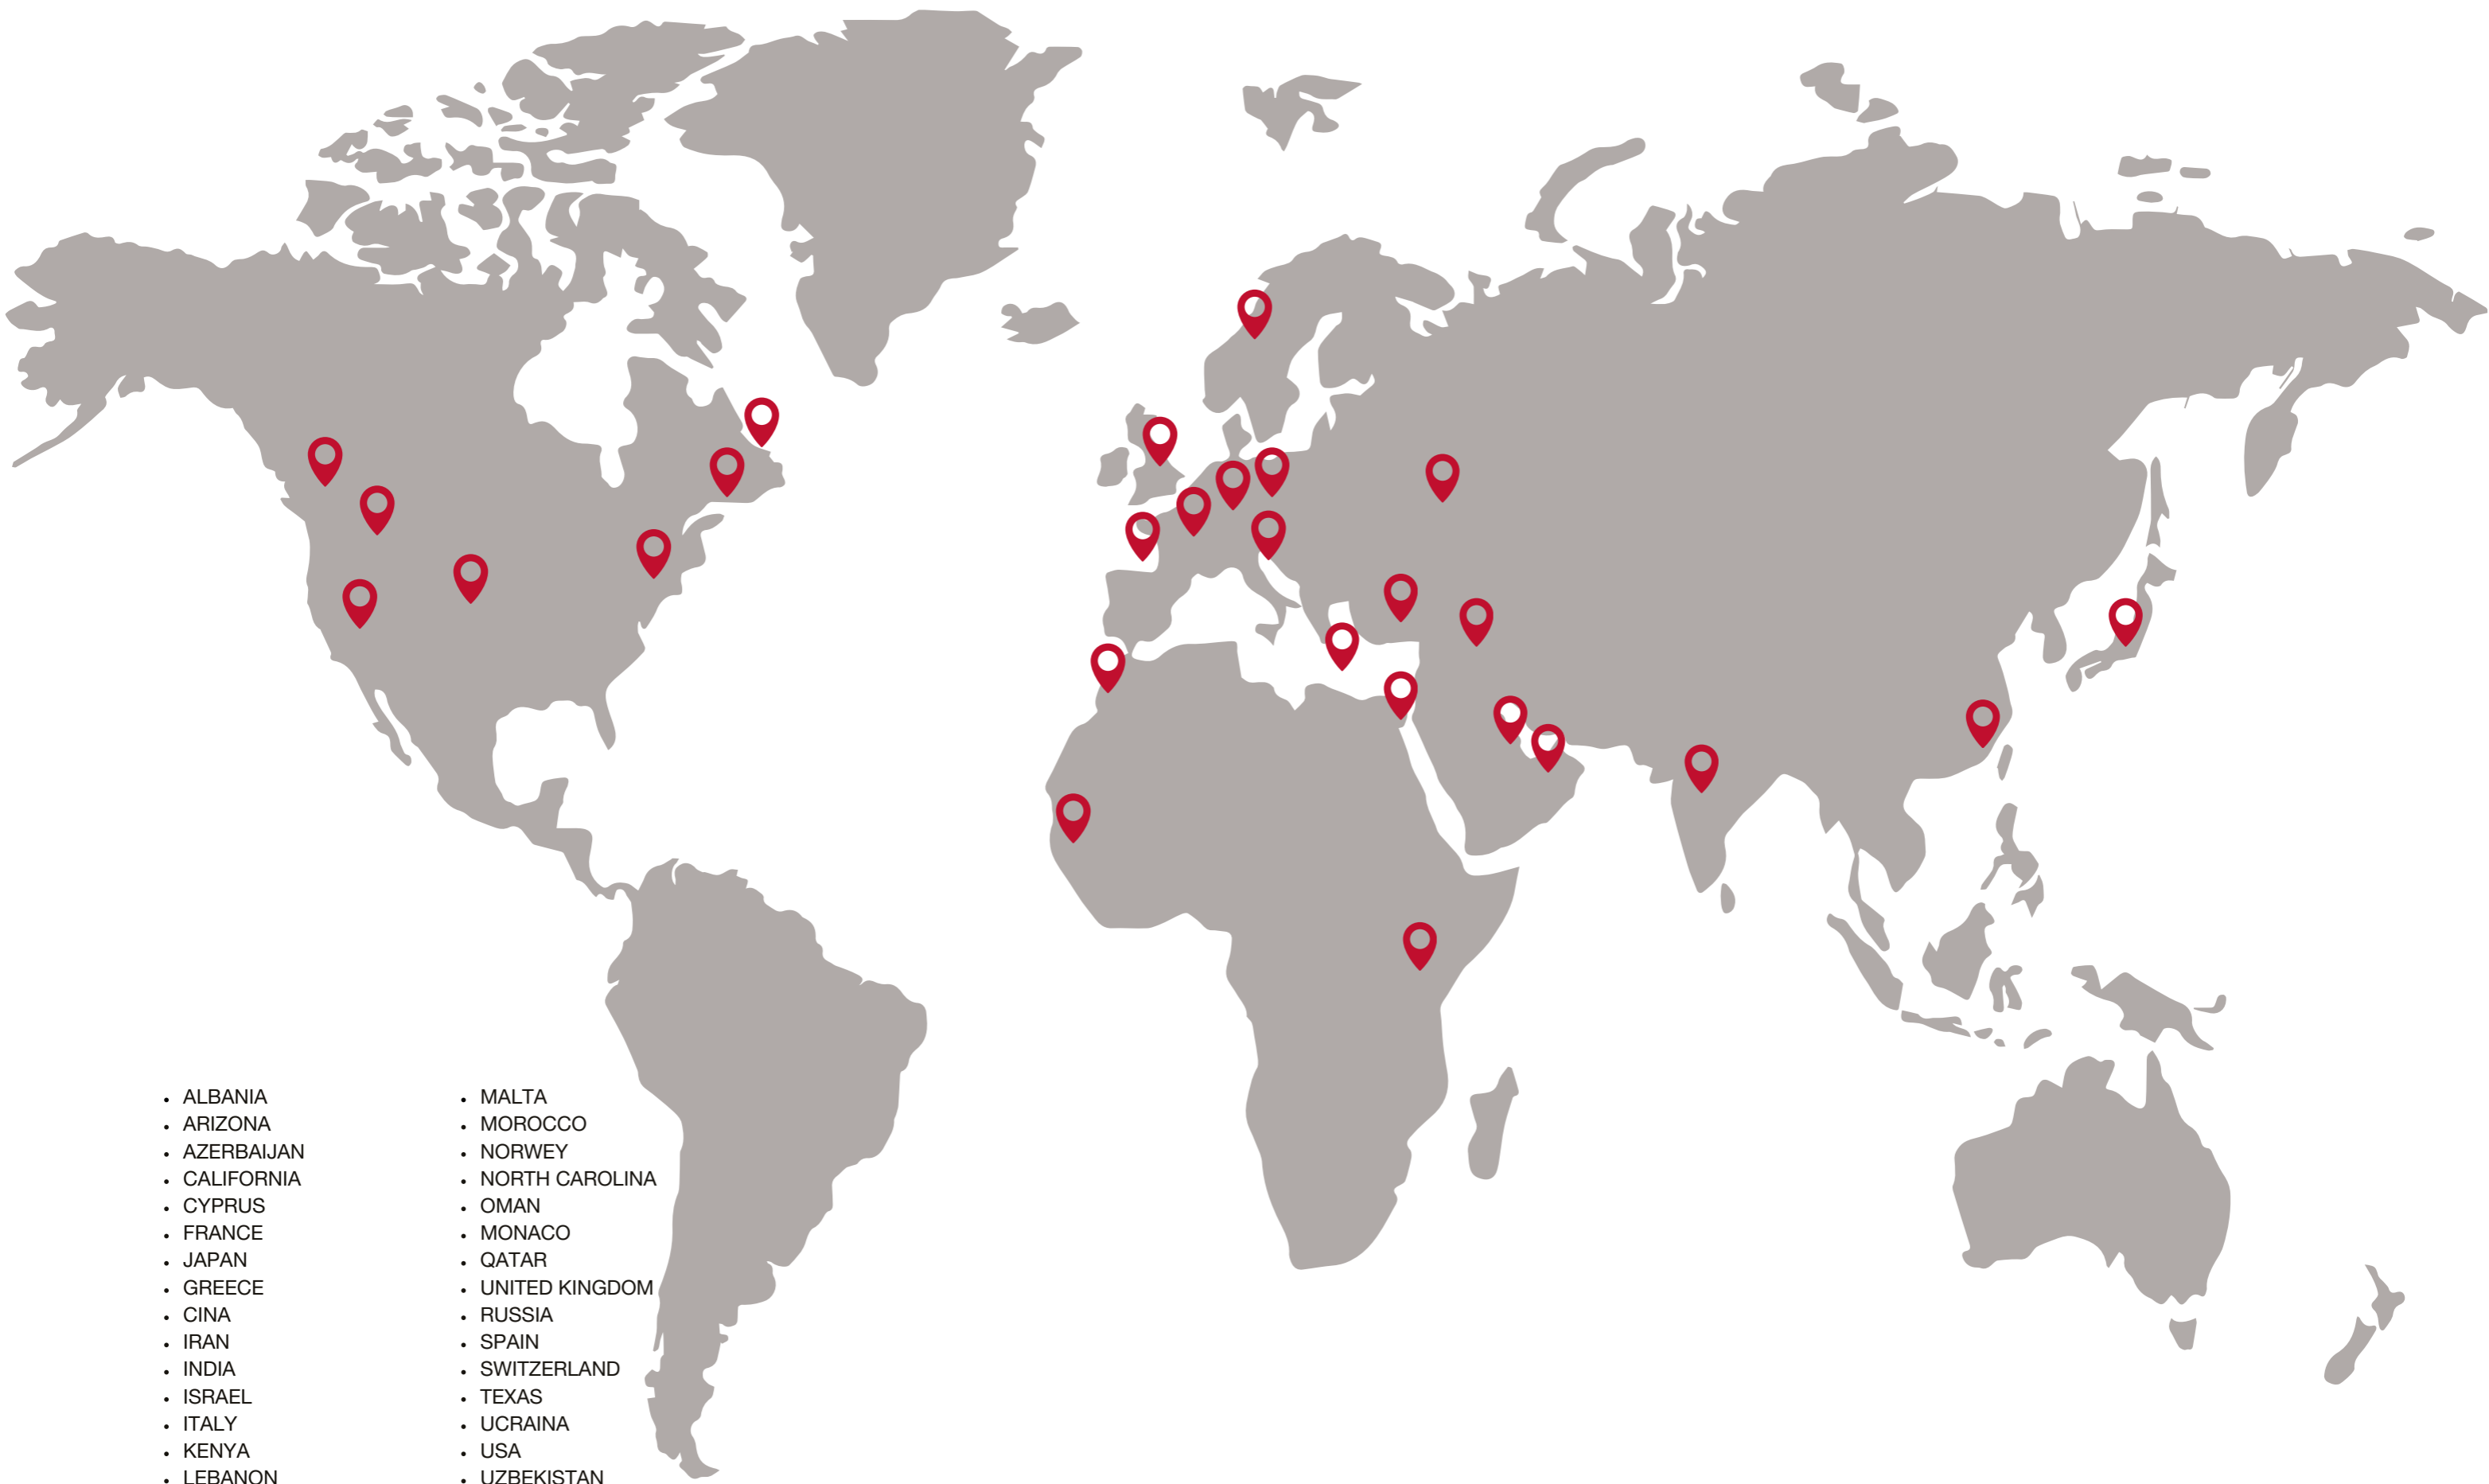 • ALBANIA
• ARIZONA
• AZERBAIJAN
• CALIFORNIA
• CYPRUS
• FRANCE
• JAPAN
• GREECE
• CINA
• IRAN
• INDIA
• ISRAEL
• ITALY
• KENYA
• LEBANON
• MALTA
• MOROCCO
• NORWEY
• NORTH CAROLINA
• OMAN
• MONACO
• QATAR
• UNITED KINGDOM
• RUSSIA
• SPAIN
• SWITZERLAND
• TEXAS
• UCRAINA
• USA
• UZBEKISTAN